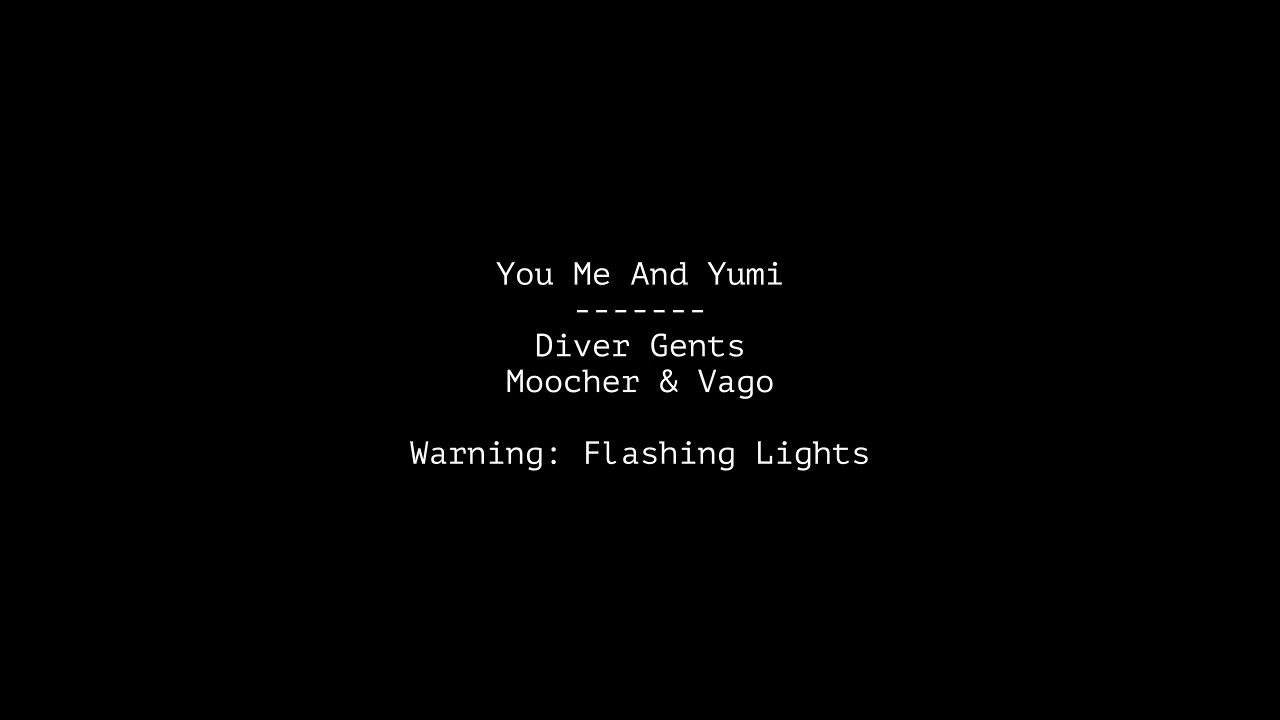 You Me And Yumi
-------
Diver Gents
Moocher & Vago
Warning: Flashing Lights